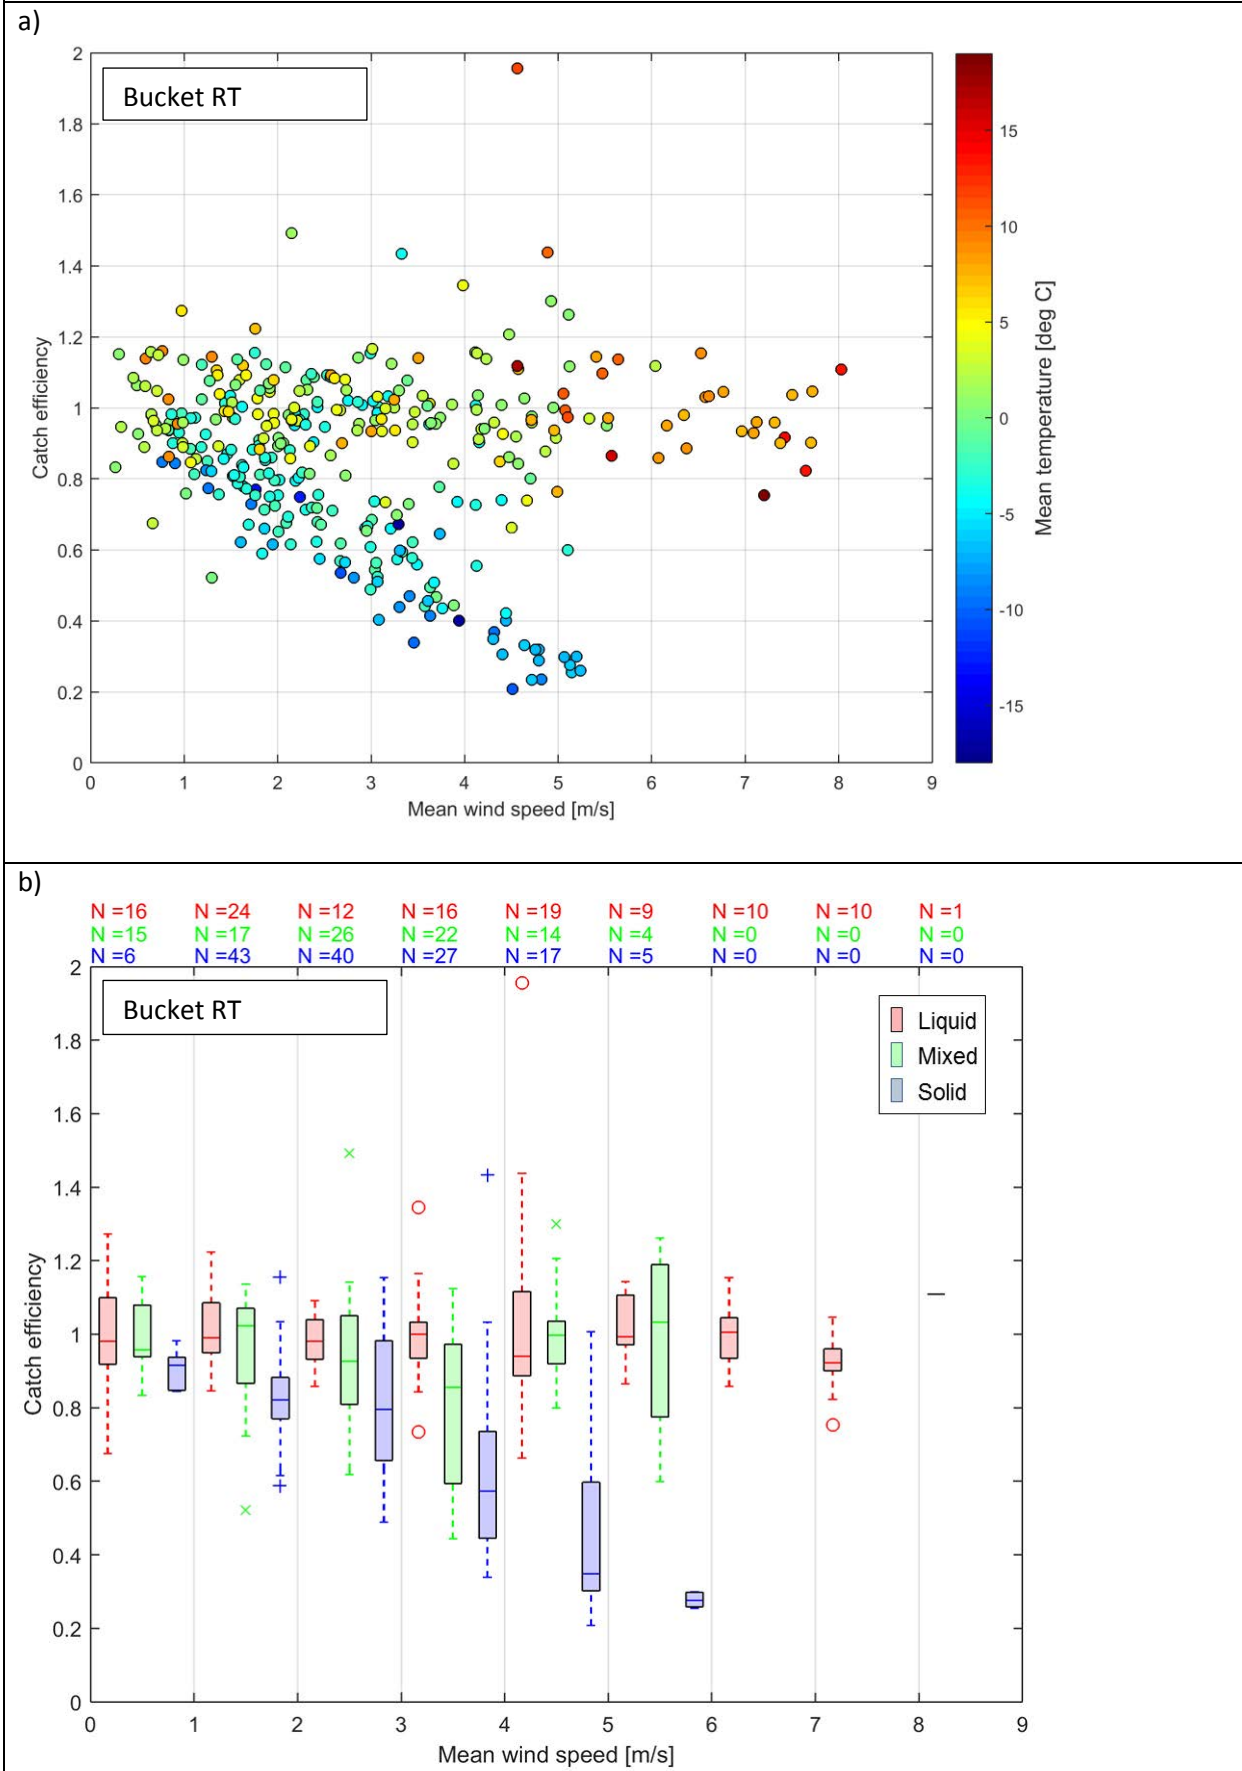 a)
2
1.8
1.6
1.4
1.2
1
0.8
0.6
0.4
0.2
0
Catch efficiency
Bucket RT
0 1 2 3 4 5 6 7 8 9
Mean wind speed [m/s]
15
10
5
0
-5
-10
-15
Mean temperature [deg C]
b)
N =16 N =24 N =12 N =16 N =19 N =9 N =10 N =10 N =1
N =15 N =17 N =26 N =22 N =14 N =4 N =0 N =0 N =0
N =6 N =43 N =40 N =27 N =17 N =5 N =0 N =0 N =0
2
1.8
1.6
1.4
1.2
1
0.8
0.6
0.4
0.2
0
Catch efficiency
Bucket RT
Liquid
Mixed
Solid
0 1 2 3 4 5 6 7 8 9
Mean wind speed [m/s]